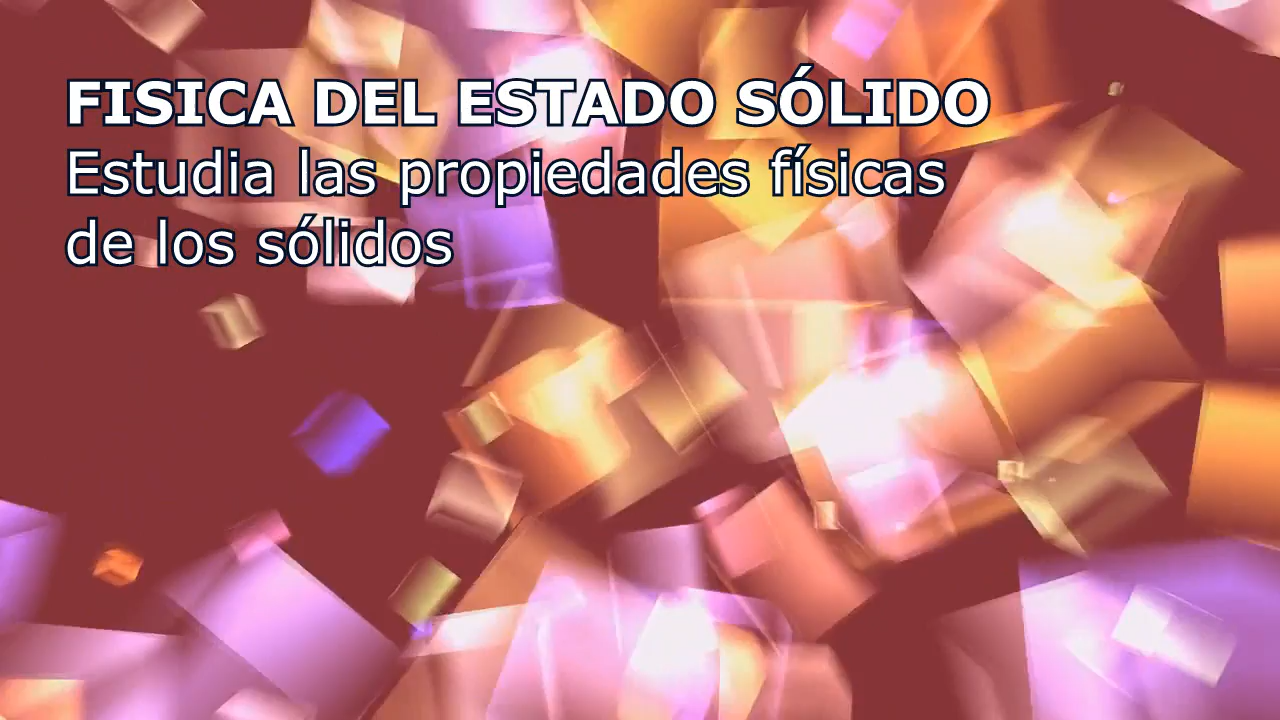 FISICA DEL ESTADO SÓLIDO
Estudia las propiedades físicas
de los sólidos